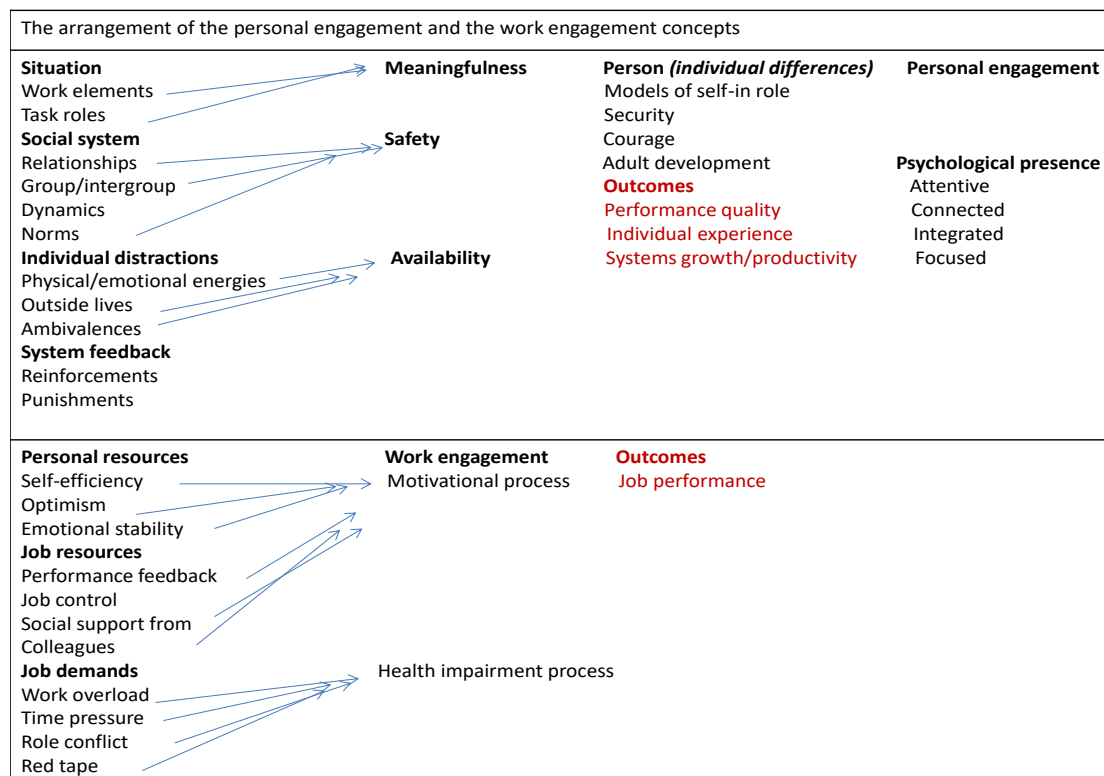 The arrangement of the personal engagement and the work engagement concepts
Situation Meaningfulness Person (individual differences) Personal engagement
Work elements Models of self-in role
Task roles Security
Social system Safety Courage
Relationships Adult development Psychological presence
Group/intergroup Outcomes Attentive
Dynamics Performance quality Connected
Norms Individual experience Integrated
Individual distractions Availability Systems growth/productivity Focused
Physical/emotional energies
Outside lives
Ambivalences
System feedback
Reinforcements
Punishments
Personal resources Work engagement Outcomes
Self-efficiency Motivational process Job performance
Optimism
Emotional stability
Job resources
Performance feedback
Job control
Social support from
Colleagues
Job demands Health impairment process
Work overload
Time pressure
Role conflict
Red tape